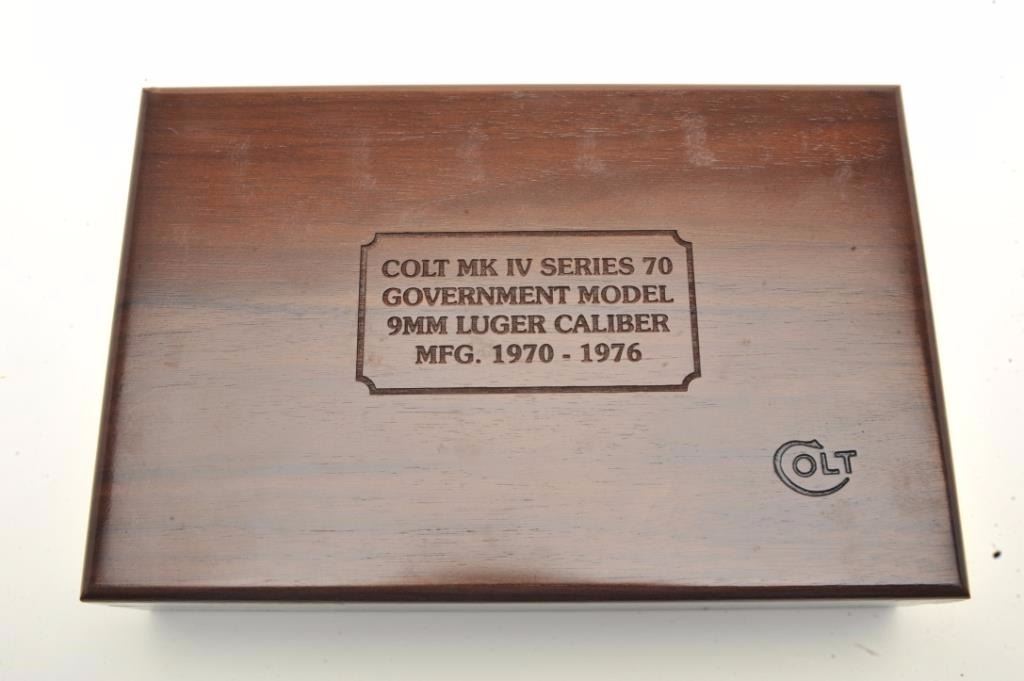 COLT MK IV SERIES 70
GOVERNMENT MODEL
9MM LUGER CALIBER
MFG. 1970 - 1976
COLT